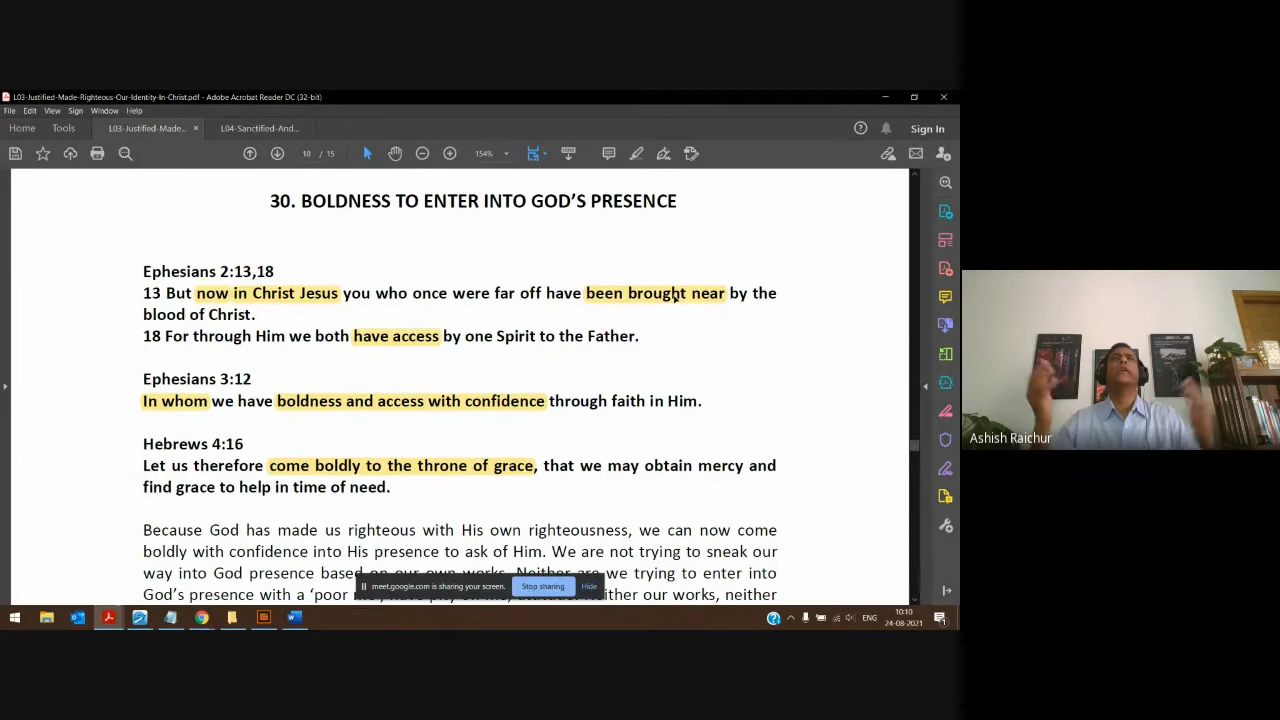 L03-Justified-Made-Righteous-Our-Identity-In-Christ.pdf - Adobe Acrobat Reader DC (32-bit)
File Edit View Sign Window Help
Home Tools L03-Justified-Made... × L04-Sanctified-And... Sign In
10 / 15 154%
30. BOLDNESS TO ENTER INTO GOD'S PRESENCE
Ephesians 2:13,18
13 But now in Christ Jesus you who once were far off have been brought near by the
blood of Christ.
18 For through Him we both have access by one Spirit to the Father.
Ephesians 3:12
In whom we have boldness and access with confidence through faith in Him.
Hebrews 4:16
Let us therefore come boldly to the throne of grace, that we may obtain mercy and
find grace to help in time of need.
Because God has made us righteous with His own righteousness, we can now come
boldly with confidence into His presence to ask of Him. We are not trying to sneak our
way into God presence based on our own works. Neither are we trying to enter into
God's presence with a 'poor neither our works, neither
meet.google.com is sharing your screen. Stop sharing Hide
Ashish Raichur
ENG
10:10
24-08-2021